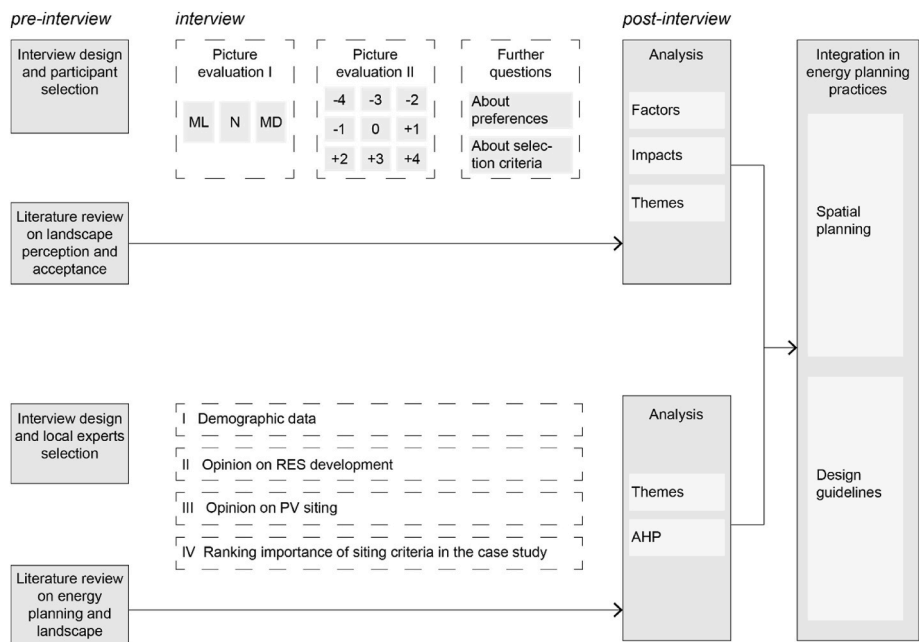 pre-interview
interview
post-interview
Interview design
and participant
selection
Picture
evaluation I
ML N MD
Picture
evaluation II
-4 -3 -2
-1 0 +1
+2 +3 +4
Further
questions
About
preferences
About selec-
tion criteria
Analysis
Factors
Impacts
Themes
Integration in
energy planning
practices
Spatial
planning
Design
guidelines
Literature review
on landscape
perception and
acceptance
Interview design
and local experts
selection
I Demographic data
II Opinion on RES development
III Opinion on PV siting
IV Ranking importance of siting criteria in the case study
Analysis
Themes
AHP
Literature review
on energy
planning and
landscape